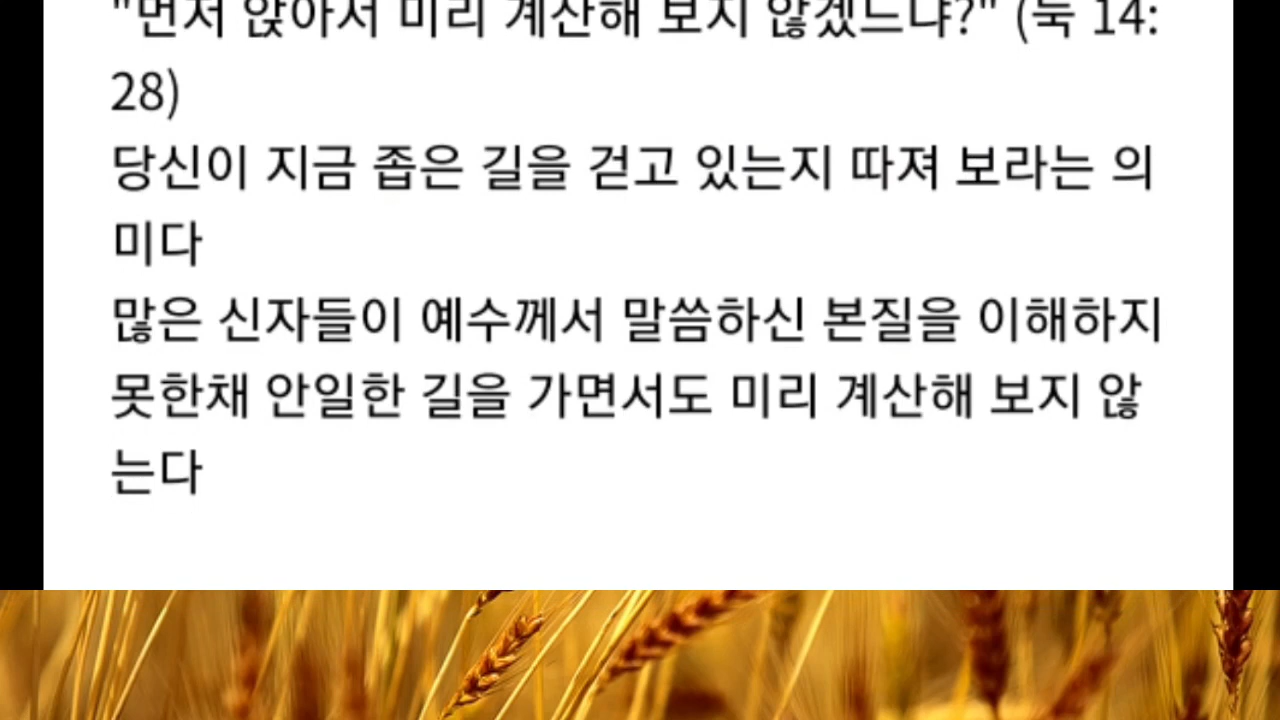 "먼저 앉아서 미리 계산해 보지 않겠느냐?" (눅 14:
28)
당신이 지금 좁은 길을 걷고 있는지 따져 보라는 의
미다
많은 신자들이 예수께서 말씀하신 본질을 이해하지
못한채 안일한 길을 가면서도 미리 계산해 보지 않
는다